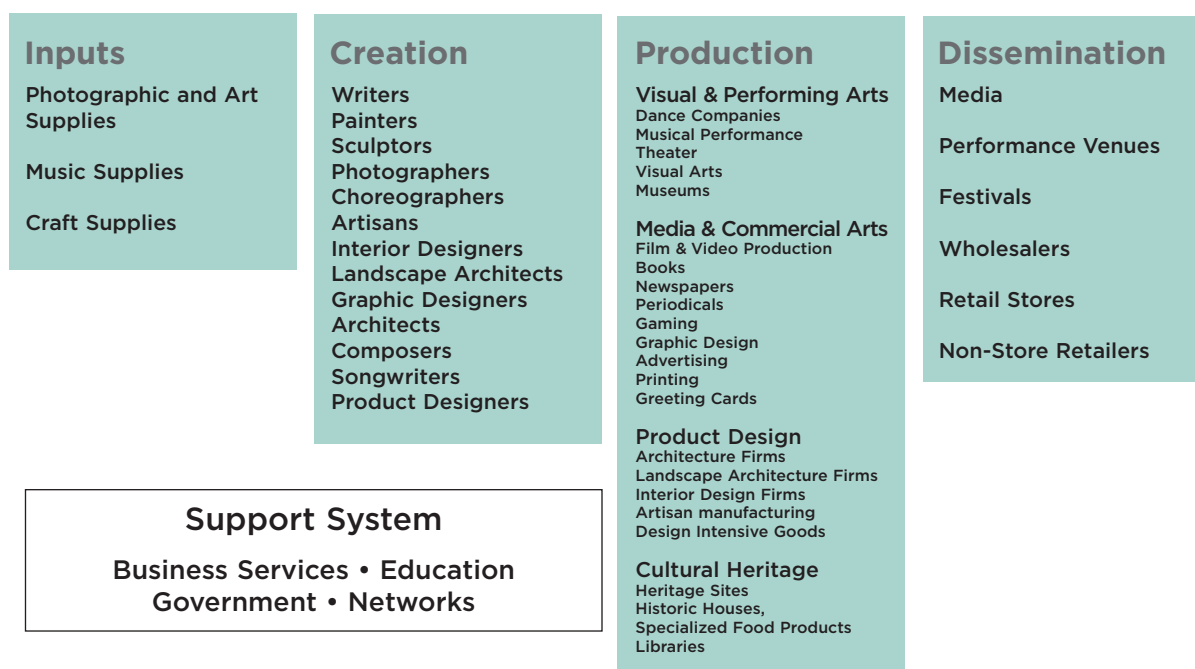 Inputs
Photographic and Art
Supplies
Music Supplies
Craft Supplies
Creation
Writers
Painters
Sculptors
Photographers
Choreographers
Artisans
Interior Designers
Landscape Architects
Graphic Designers
Architects
Composers
Songwriters
Product Designers
Production
Visual & Performing Arts
Dance Companies
Musical Performance
Theater
Visual Arts
Museums
Media & Commercial Arts
Film & Video Production
Books
Newspapers
Periodicals
Gaming
Graphic Design
Advertising
Printing
Greeting Cards
Product Design
Architecture Firms
Landscape Architecture Firms
Interior Design Firms
Artisan manufacturing
Design Intensive Goods
Cultural Heritage
Heritage Sites
Historic Houses,
Specialized Food Products
Libraries
Dissemination
Media
Performance Venues
Festivals
Wholesalers
Retail Stores
Non-Store Retailers
Support System
Business Services • Education
Government • Networks